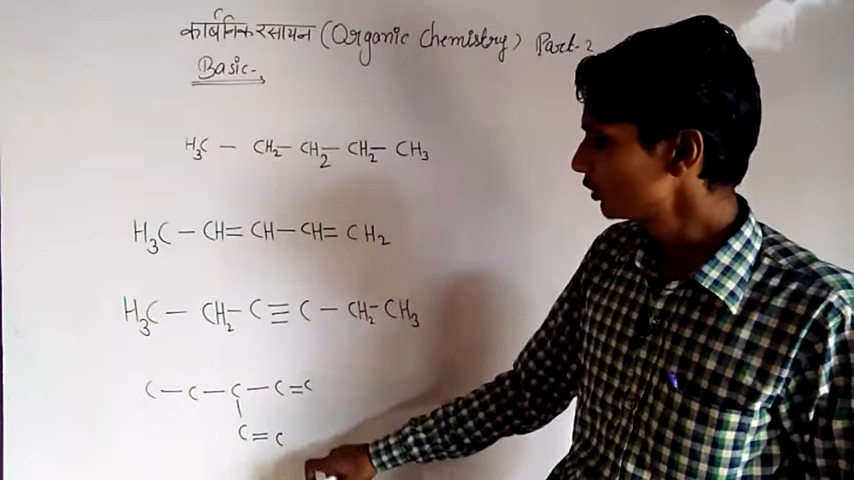 कार्बनिक रसायन (Organic Chemistry) Part-2
Basic-,
H₃C — CH₂— CH₂— CH₂— CH₃
H₃C — CH = CH — CH = CH₂
H₃C — CH₂— C ≡ C — CH₂— CH₃
C — C — C — C = C
|
C = C